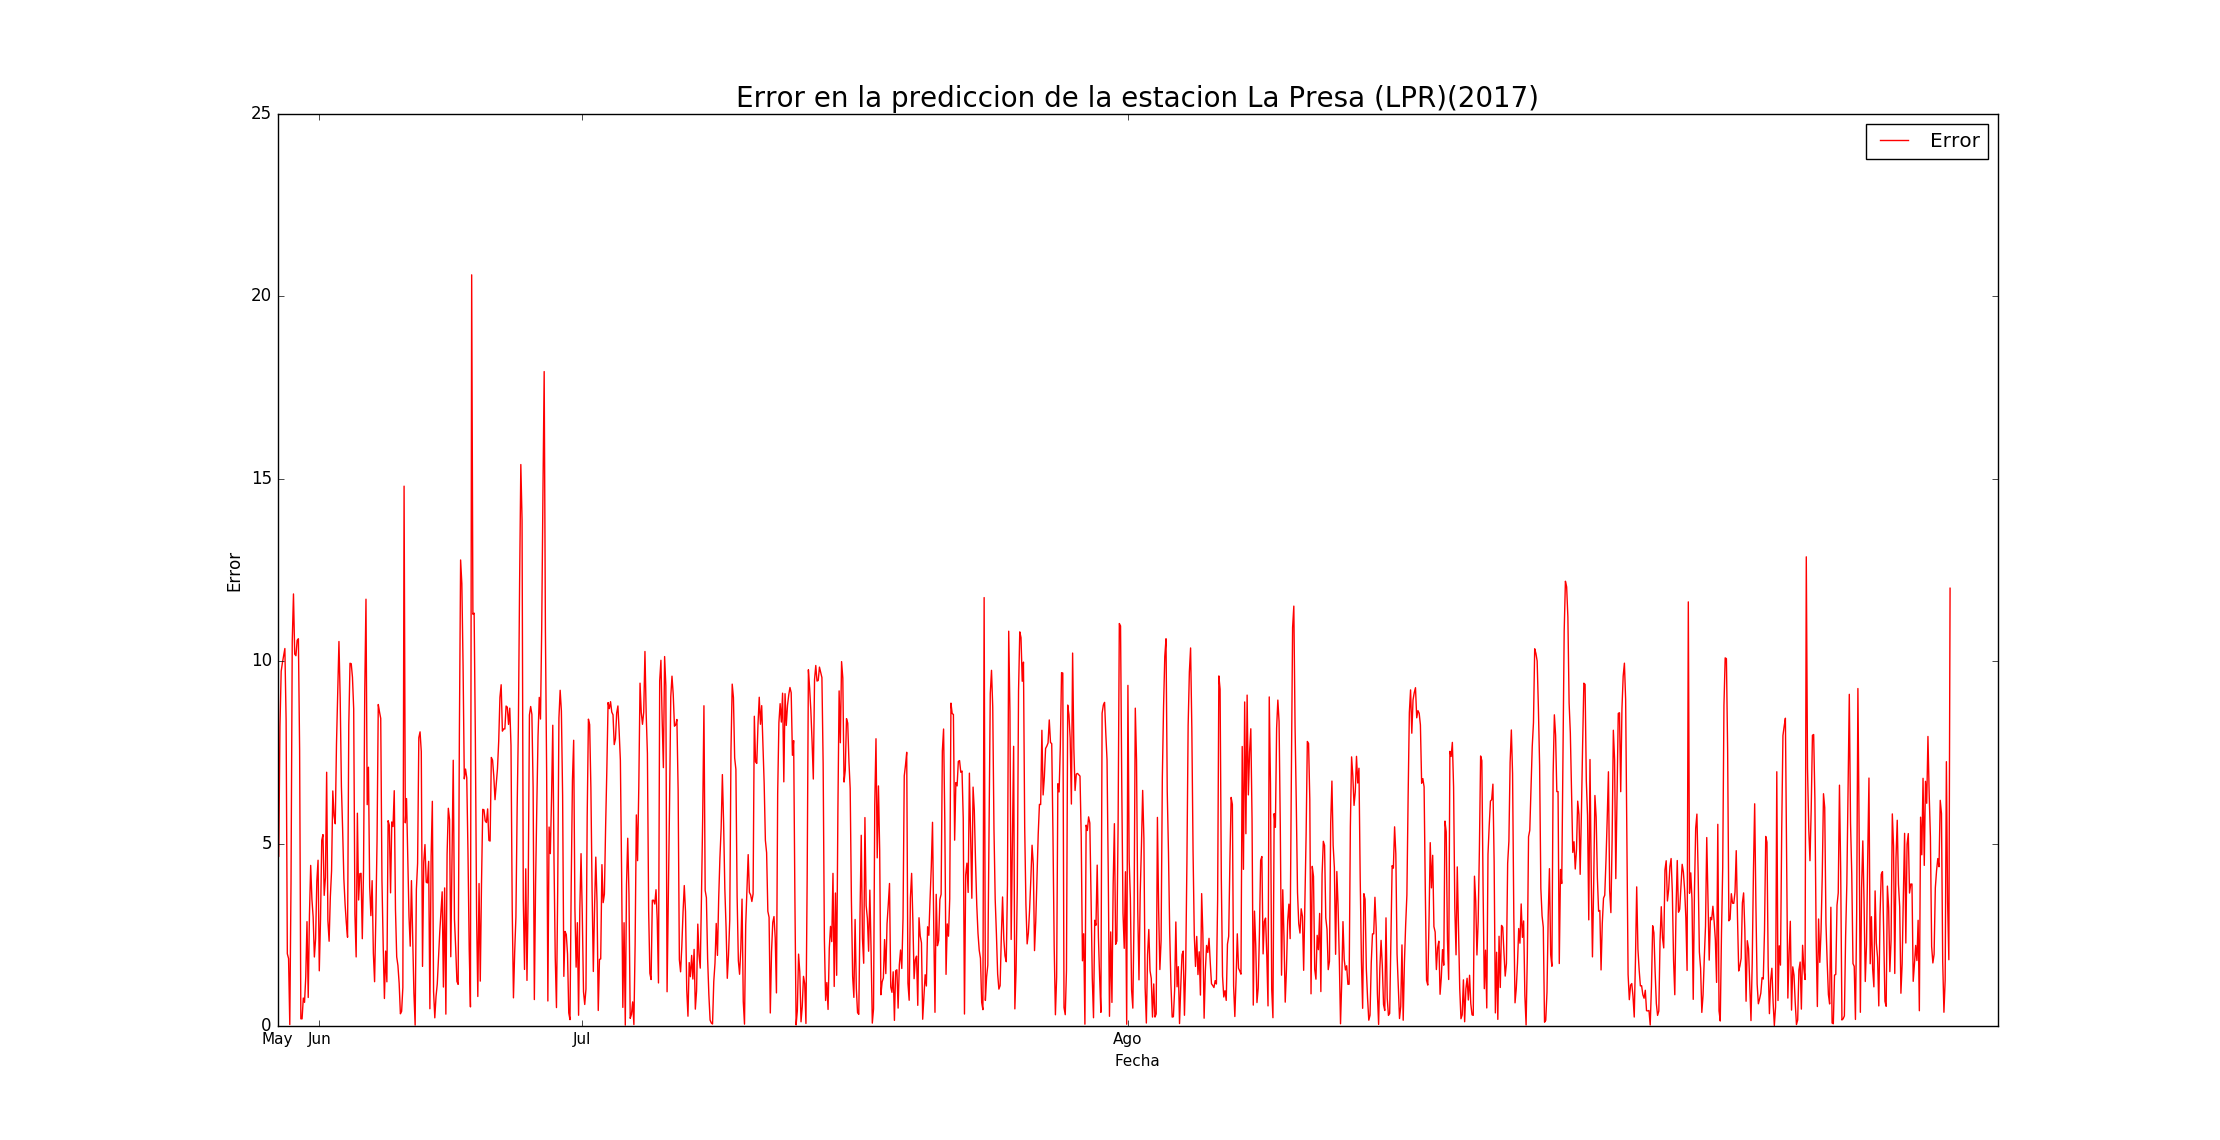 Error en la prediccion de la estacion La Presa (LPR)(2017)
25
Error
20
15
10
5
0
Error
May Jun Jul Ago
Fecha